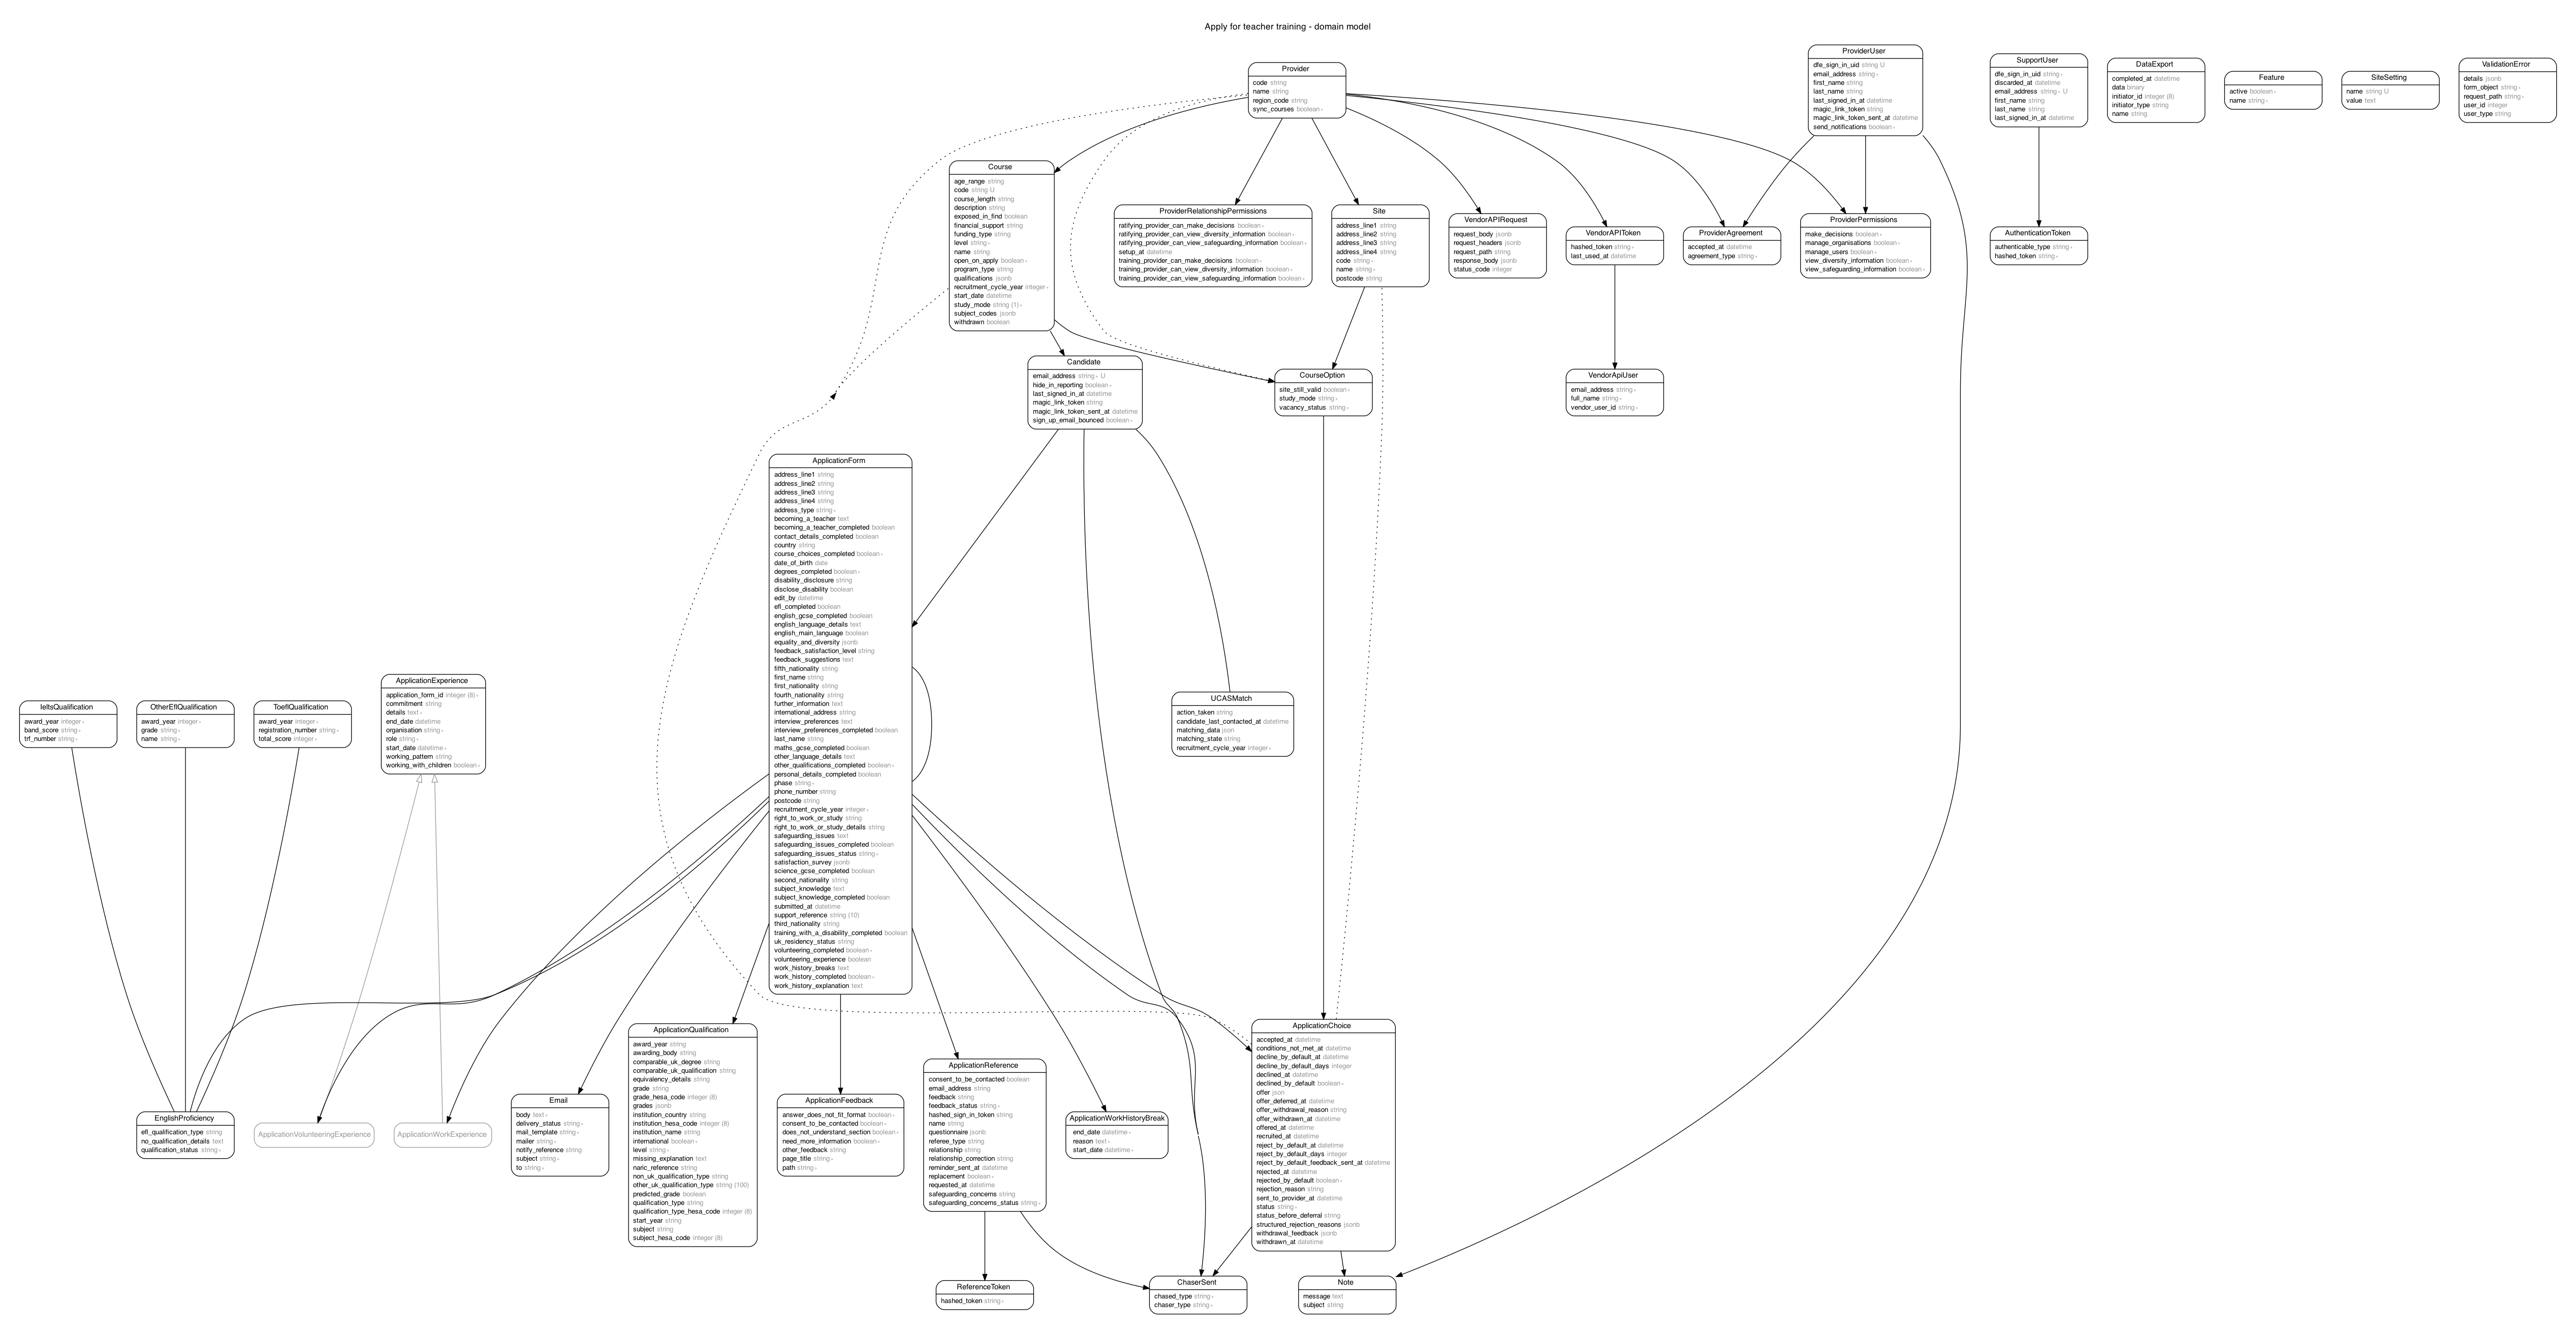 Apply for teacher training - domain model
ProviderUser
dfe_sign_in_uid string U
email_address string ∗
first_name string
last_name string
last_signed_in_at datetime
magic_link_token string
magic_link_token_sent_at datetime
send_notifications boolean ∗
SupportUser
dfe_sign_in_uid string ∗
discarded_at datetime
email_address string ∗ U
first_name string
last_name string
last_signed_in_at datetime
DataExport
completed_at datetime
data binary
initiator_id integer (8)
initiator_type string
name string
Feature
active boolean ∗
name string ∗
SiteSetting
name string U
value text
ValidationError
details jsonb
form_object string ∗
request_path string ∗
user_id integer
user_type string
Provider
code string
name string
region_code string
sync_courses boolean ∗
Course
age_range string
code string U
course_length string
description string
exposed_in_find boolean
financial_support string
funding_type string
level string ∗
name string
open_on_apply boolean ∗
program_type string
qualifications jsonb
recruitment_cycle_year integer ∗
start_date datetime
study_mode string (1) ∗
subject_codes jsonb
withdrawn boolean
ProviderRelationshipPermissions
ratifying_provider_can_make_decisions boolean ∗
ratifying_provider_can_view_diversity_information boolean ∗
ratifying_provider_can_view_safeguarding_information boolean ∗
setup_at datetime
training_provider_can_make_decisions boolean ∗
training_provider_can_view_diversity_information boolean ∗
training_provider_can_view_safeguarding_information boolean ∗
Site
address_line1 string
address_line2 string
address_line3 string
address_line4 string
code string ∗
name string ∗
postcode string
VendorAPIRequest
request_body jsonb
request_headers jsonb
request_path string
response_body jsonb
status_code integer
VendorAPIToken
hashed_token string ∗
last_used_at datetime
ProviderAgreement
accepted_at datetime
agreement_type string ∗
ProviderPermissions
make_decisions boolean ∗
manage_organisations boolean ∗
manage_users boolean ∗
view_diversity_information boolean ∗
view_safeguarding_information boolean ∗
AuthenticationToken
authenticable_type string ∗
hashed_token string ∗
Candidate
email_address string ∗ U
hide_in_reporting boolean ∗
last_signed_in_at datetime
magic_link_token string
magic_link_token_sent_at datetime
sign_up_email_bounced boolean ∗
CourseOption
site_still_valid boolean ∗
study_mode string ∗
vacancy_status string ∗
VendorApiUser
email_address string ∗
full_name string ∗
vendor_user_id string ∗
ApplicationForm
address_line1 string
address_line2 string
address_line3 string
address_line4 string
address_type string ∗
becoming_a_teacher text
becoming_a_teacher_completed boolean
contact_details_completed boolean
country string
course_choices_completed boolean ∗
date_of_birth date
degrees_completed boolean ∗
disability_disclosure string
disclose_disability boolean
edit_by datetime
efl_completed boolean
english_gcse_completed boolean
english_language_details text
english_main_language boolean
equality_and_diversity jsonb
feedback_satisfaction_level string
feedback_suggestions text
fifth_nationality string
first_name string
first_nationality string
fourth_nationality string
further_information text
international_address string
interview_preferences text
interview_preferences_completed boolean
last_name string
maths_gcse_completed boolean
other_language_details text
other_qualifications_completed boolean ∗
personal_details_completed boolean
phase string ∗
phone_number string
postcode string
recruitment_cycle_year integer ∗
right_to_work_or_study string
right_to_work_or_study_details string
safeguarding_issues text
safeguarding_issues_completed boolean
safeguarding_issues_status string ∗
satisfaction_survey jsonb
science_gcse_completed boolean
second_nationality string
subject_knowledge text
subject_knowledge_completed boolean
submitted_at datetime
support_reference string (10)
third_nationality string
training_with_a_disability_completed boolean
uk_residency_status string
volunteering_completed boolean ∗
volunteering_experience boolean
work_history_breaks text
work_history_completed boolean ∗
work_history_explanation text
IeltsQualification
award_year integer ∗
band_score string ∗
trf_number string ∗
OtherEflQualification
award_year integer ∗
grade string ∗
name string ∗
ToeflQualification
award_year integer ∗
registration_number string ∗
total_score integer ∗
ApplicationExperience
application_form_id integer (8) ∗
commitment string
details text ∗
end_date datetime
organisation string ∗
role string ∗
start_date datetime ∗
working_pattern string
working_with_children boolean ∗
UCASMatch
action_taken string
candidate_last_contacted_at datetime
matching_data json
matching_state string
recruitment_cycle_year integer ∗
EnglishProficiency
efl_qualification_type string
no_qualification_details text
qualification_status string ∗
ApplicationVolunteeringExperience
ApplicationWorkExperience
Email
body text ∗
delivery_status string ∗
mail_template string ∗
mailer string ∗
notify_reference string
subject string ∗
to string ∗
ApplicationQualification
award_year string
awarding_body string
comparable_uk_degree string
comparable_uk_qualification string
equivalency_details string
grade string
grade_hesa_code integer (8)
grades jsonb
institution_country string
institution_hesa_code integer (8)
institution_name string
international boolean ∗
level string ∗
missing_explanation text
naric_reference string
non_uk_qualification_type string
other_uk_qualification_type string (100)
predicted_grade boolean
qualification_type string
qualification_type_hesa_code integer (8)
start_year string
subject string
subject_hesa_code integer (8)
ApplicationFeedback
answer_does_not_fit_format boolean ∗
consent_to_be_contacted boolean ∗
does_not_understand_section boolean ∗
need_more_information boolean ∗
other_feedback string
page_title string ∗
path string ∗
ApplicationReference
consent_to_be_contacted boolean
email_address string
feedback string
feedback_status string ∗
hashed_sign_in_token string
name string
questionnaire jsonb
referee_type string
relationship string
relationship_correction string
reminder_sent_at datetime
replacement boolean ∗
requested_at datetime
safeguarding_concerns string
safeguarding_concerns_status string ∗
ApplicationWorkHistoryBreak
end_date datetime ∗
reason text ∗
start_date datetime ∗
ApplicationChoice
accepted_at datetime
conditions_not_met_at datetime
decline_by_default_at datetime
decline_by_default_days integer
declined_at datetime
declined_by_default boolean ∗
offer json
offer_deferred_at datetime
offer_withdrawal_reason string
offer_withdrawn_at datetime
offered_at datetime
recruited_at datetime
reject_by_default_at datetime
reject_by_default_days integer
reject_by_default_feedback_sent_at datetime
rejected_at datetime
rejected_by_default boolean ∗
rejection_reason string
sent_to_provider_at datetime
status string ∗
status_before_deferral string
structured_rejection_reasons jsonb
withdrawal_feedback jsonb
withdrawn_at datetime
ReferenceToken
hashed_token string ∗
ChaserSent
chased_type string ∗
chaser_type string ∗
Note
message text
subject string